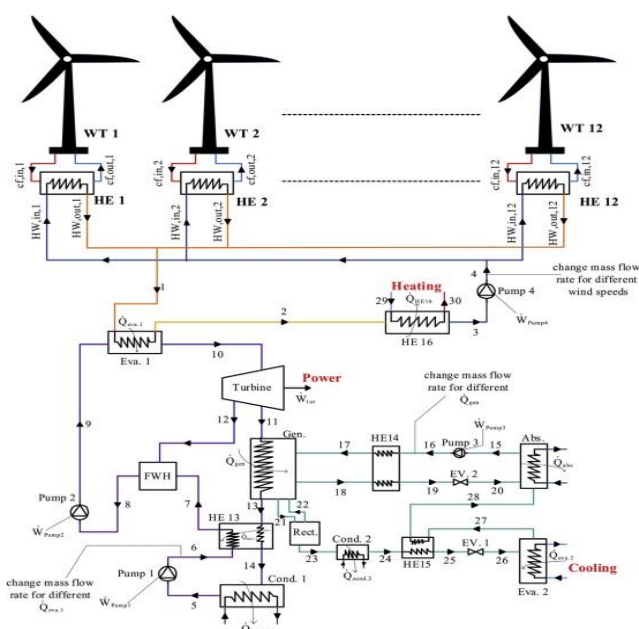 WT 1
WT 2
WT 12
cf,in,1
cf,out,1
cf,in,2
cf,out,2
cf,in,12
cf,out,12
HE 1
HE 2
HE 12
HW,in,1
HW,out,1
HW,in,2
HW,out,2
HW,in,12
HW,out,12
4
change mass flow
rate for different
wind speeds
1
2
Heating
29
Q̇HE16
30
Pump 4
ẆPump4
3
HE 16
Q̇eva.1
Eva. 1
10
Turbine
Power
Ẇtur
change mass flow
rate for different
Q̇gen
9
12
11
Gen.
17
HE14
16
Pump 3
ẆPump3
15
Abs.
Q̇abs
Q̇gen
FWH
18
19
EV. 2
20
Pump 2
ẆPump2
8
7
13
22
21
28
HE 13
Rect.
27
6
23
Cond. 2
24
HE15
25
EV. 1
26
Q̇cond.2
Q̇eva.2
change mass flow
rate for different
Q̇eva.1
Pump 1
ẆPump1
14
Cond. 1
5
Eva. 2
Cooling
Q̇